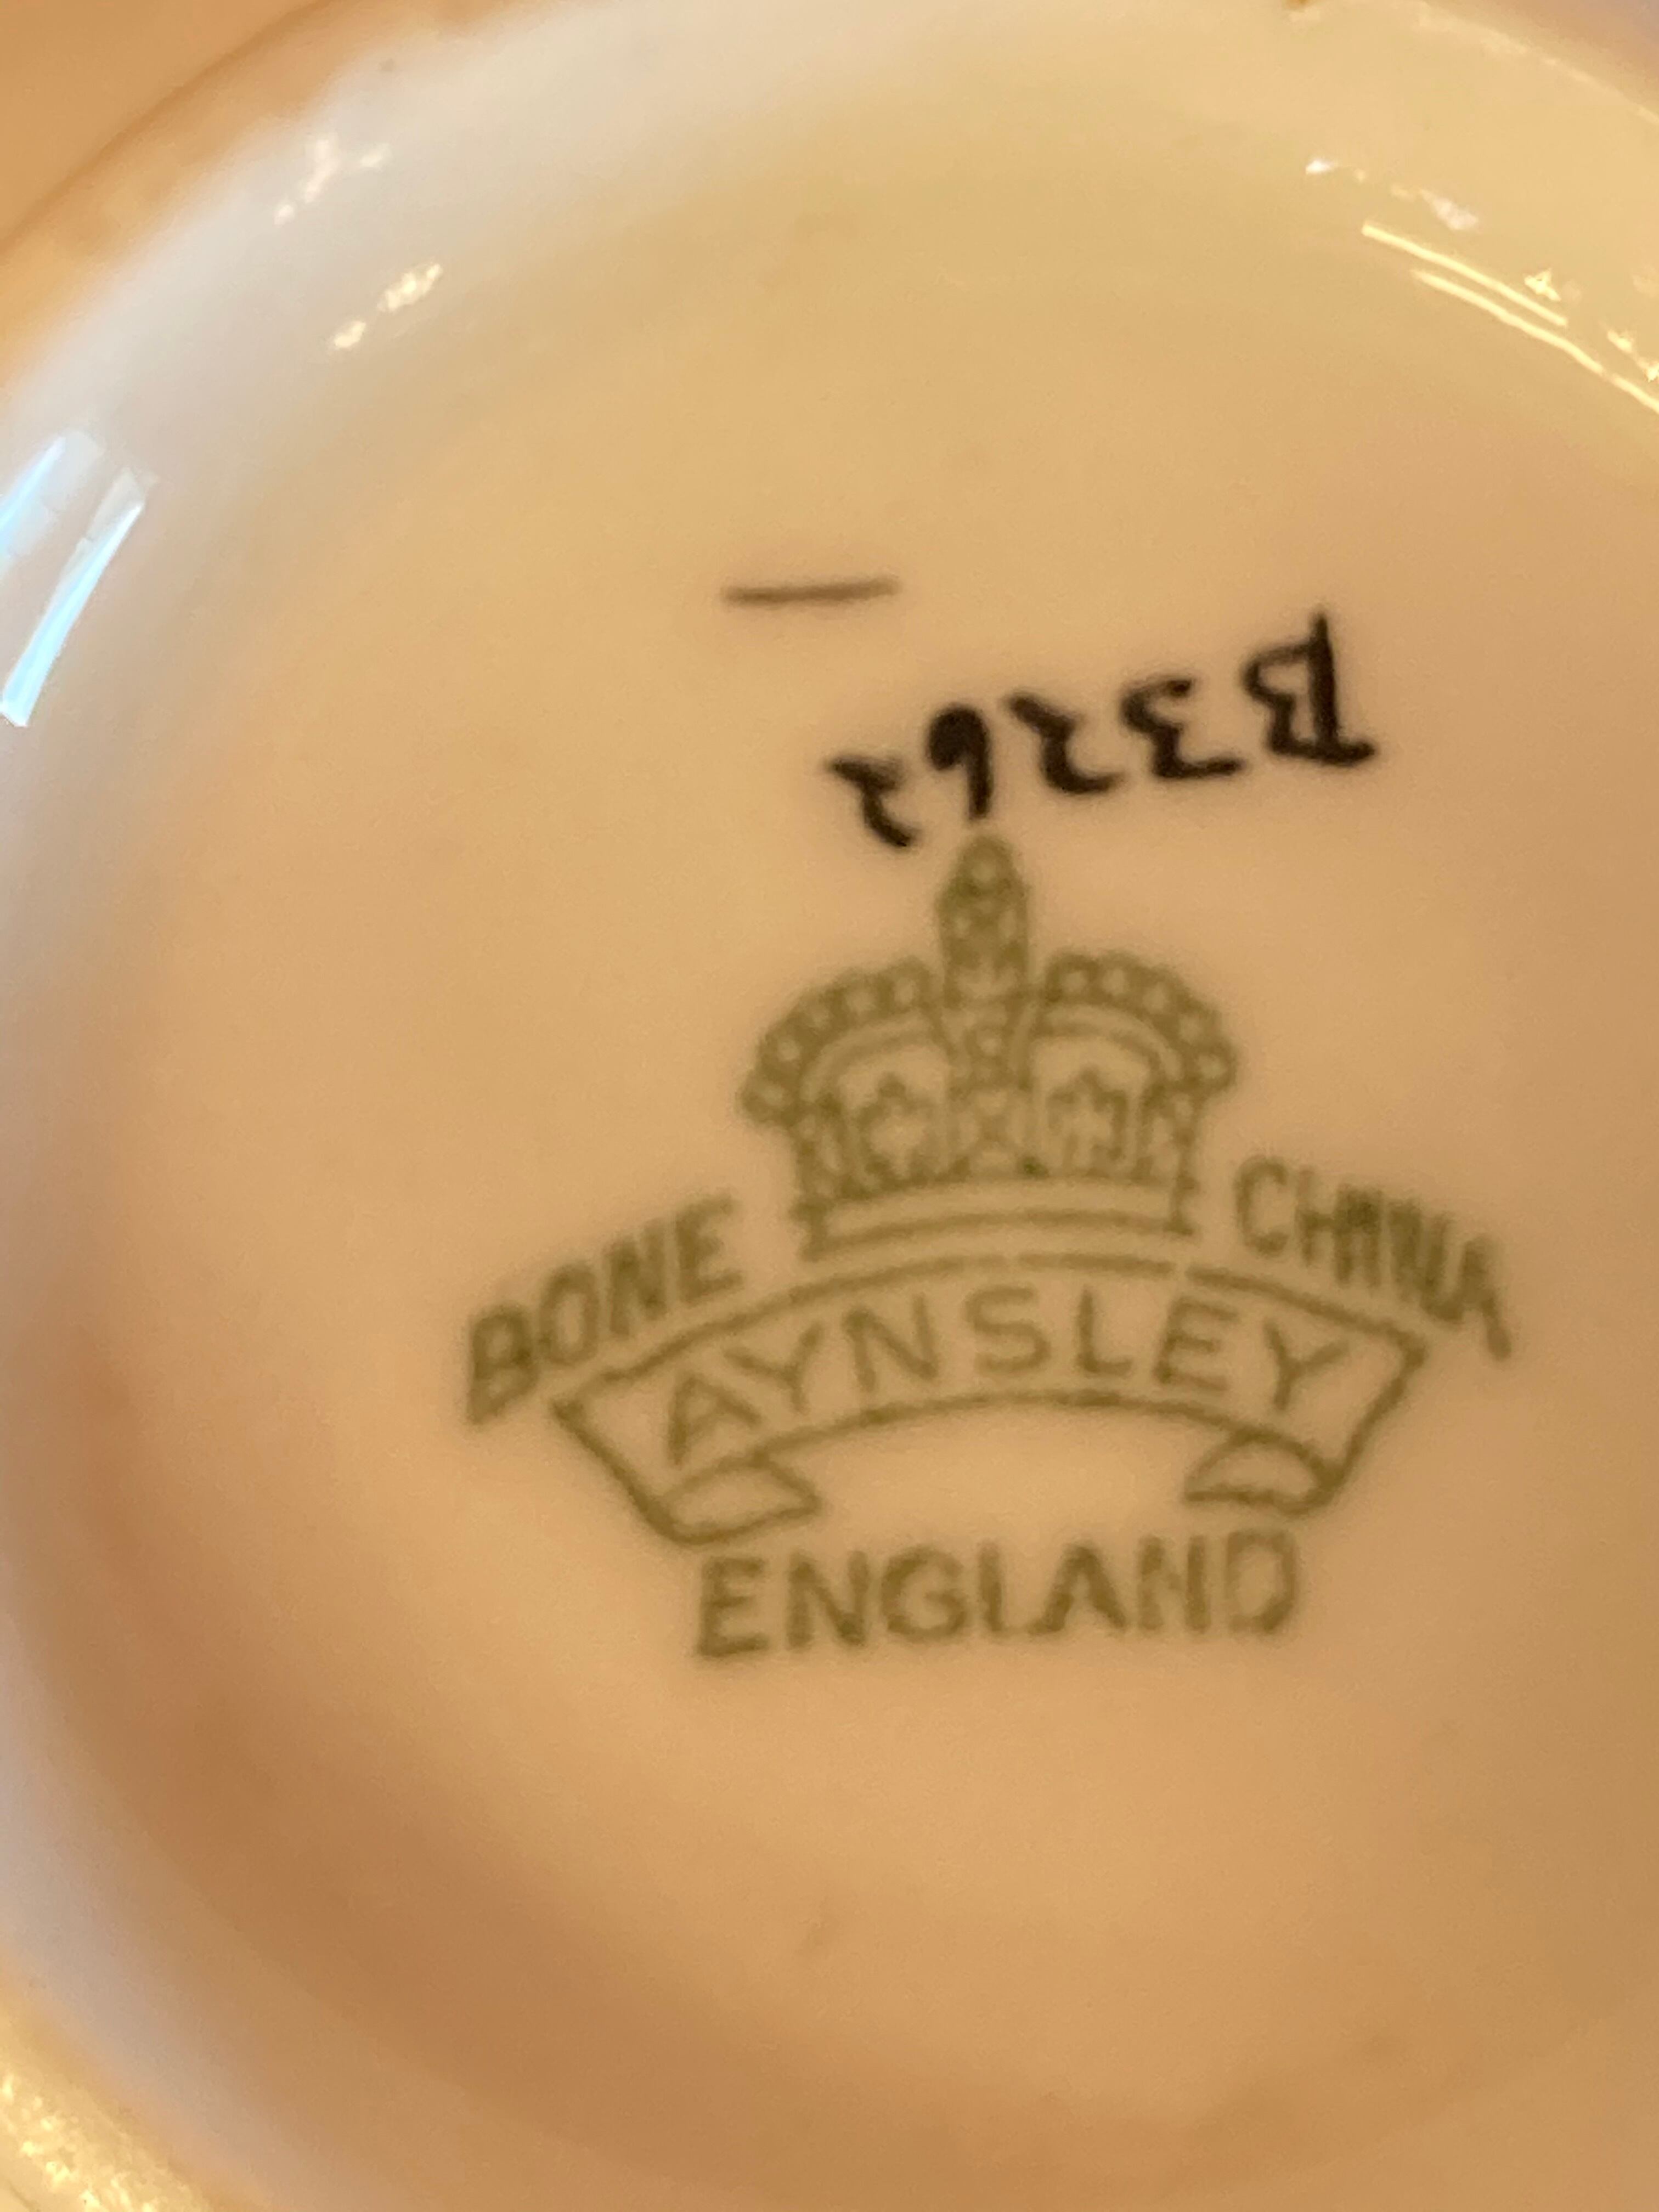 B3262
BONE CHINA
AYNSLEY
ENGLAND